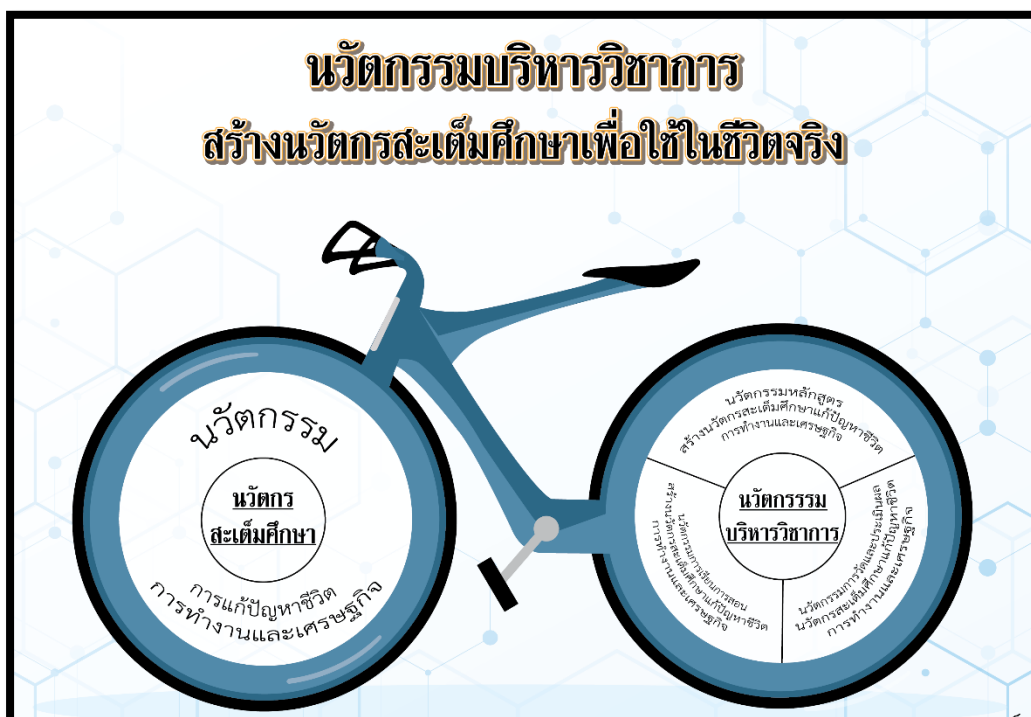 นวัตกรรมบริหารวิชาการ
สร้างนวัตกรสะเต็มศึกษาเพื่อใช้ในชีวิตจริง
นวัตกรรม
นวัตกร
สะเต็มศึกษา
การแก้ปัญหาชีวิต
การทำงานและเศรษฐกิจ
นวัตกรรมหลักสูตร
สร้างนวัตกรสะเต็มศึกษาแก้ปัญหาชีวิต
การทำงานและเศรษฐกิจ
นวัตกรรรม
บริหารวิชาการ
นวัตกรรมการเรียนการสอน
สร้างนวัตกรสะเต็มศึกษาแก้ปัญหาชีวิต
การทำงานและเศรษฐกิจ
นวัตกรรมการวัดและประเมินผล
นวัตกรสะเต็มศึกษาแก้ปัญหาชีวิต
การทำงานและเศรษฐกิจ